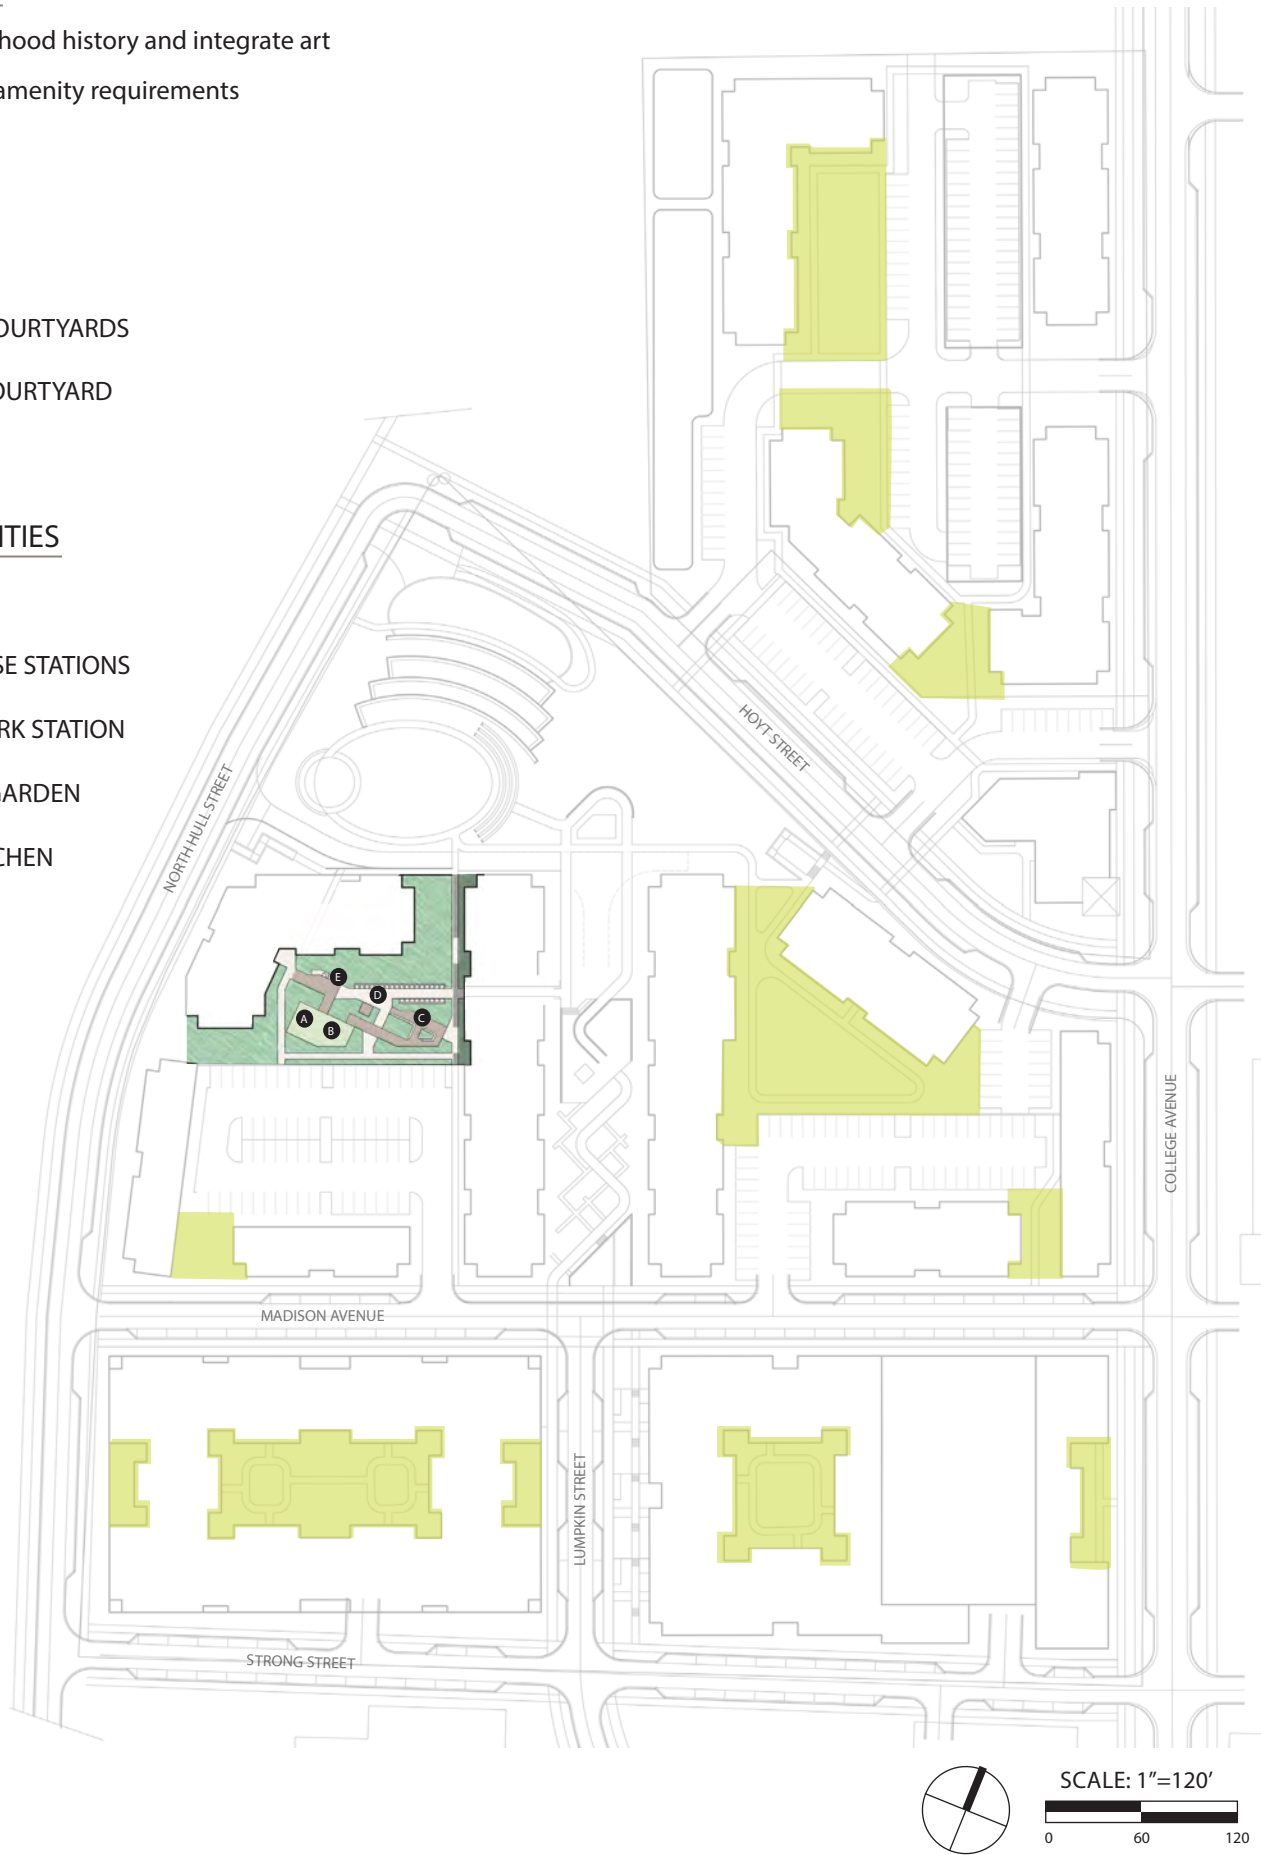 hood history and integrate art
amenity requirements
OURTYARDS
OURTYARD
ITIES
SE STATIONS
RK STATION
GARDEN
CHEN
HOYT STREET
NORTH HULL STREET
E
D
A
C
B
COLLEGE AVENUE
MADISON AVENUE
LUMPKIN STREET
STRONG STREET
SCALE: 1"=120'
0 60 120